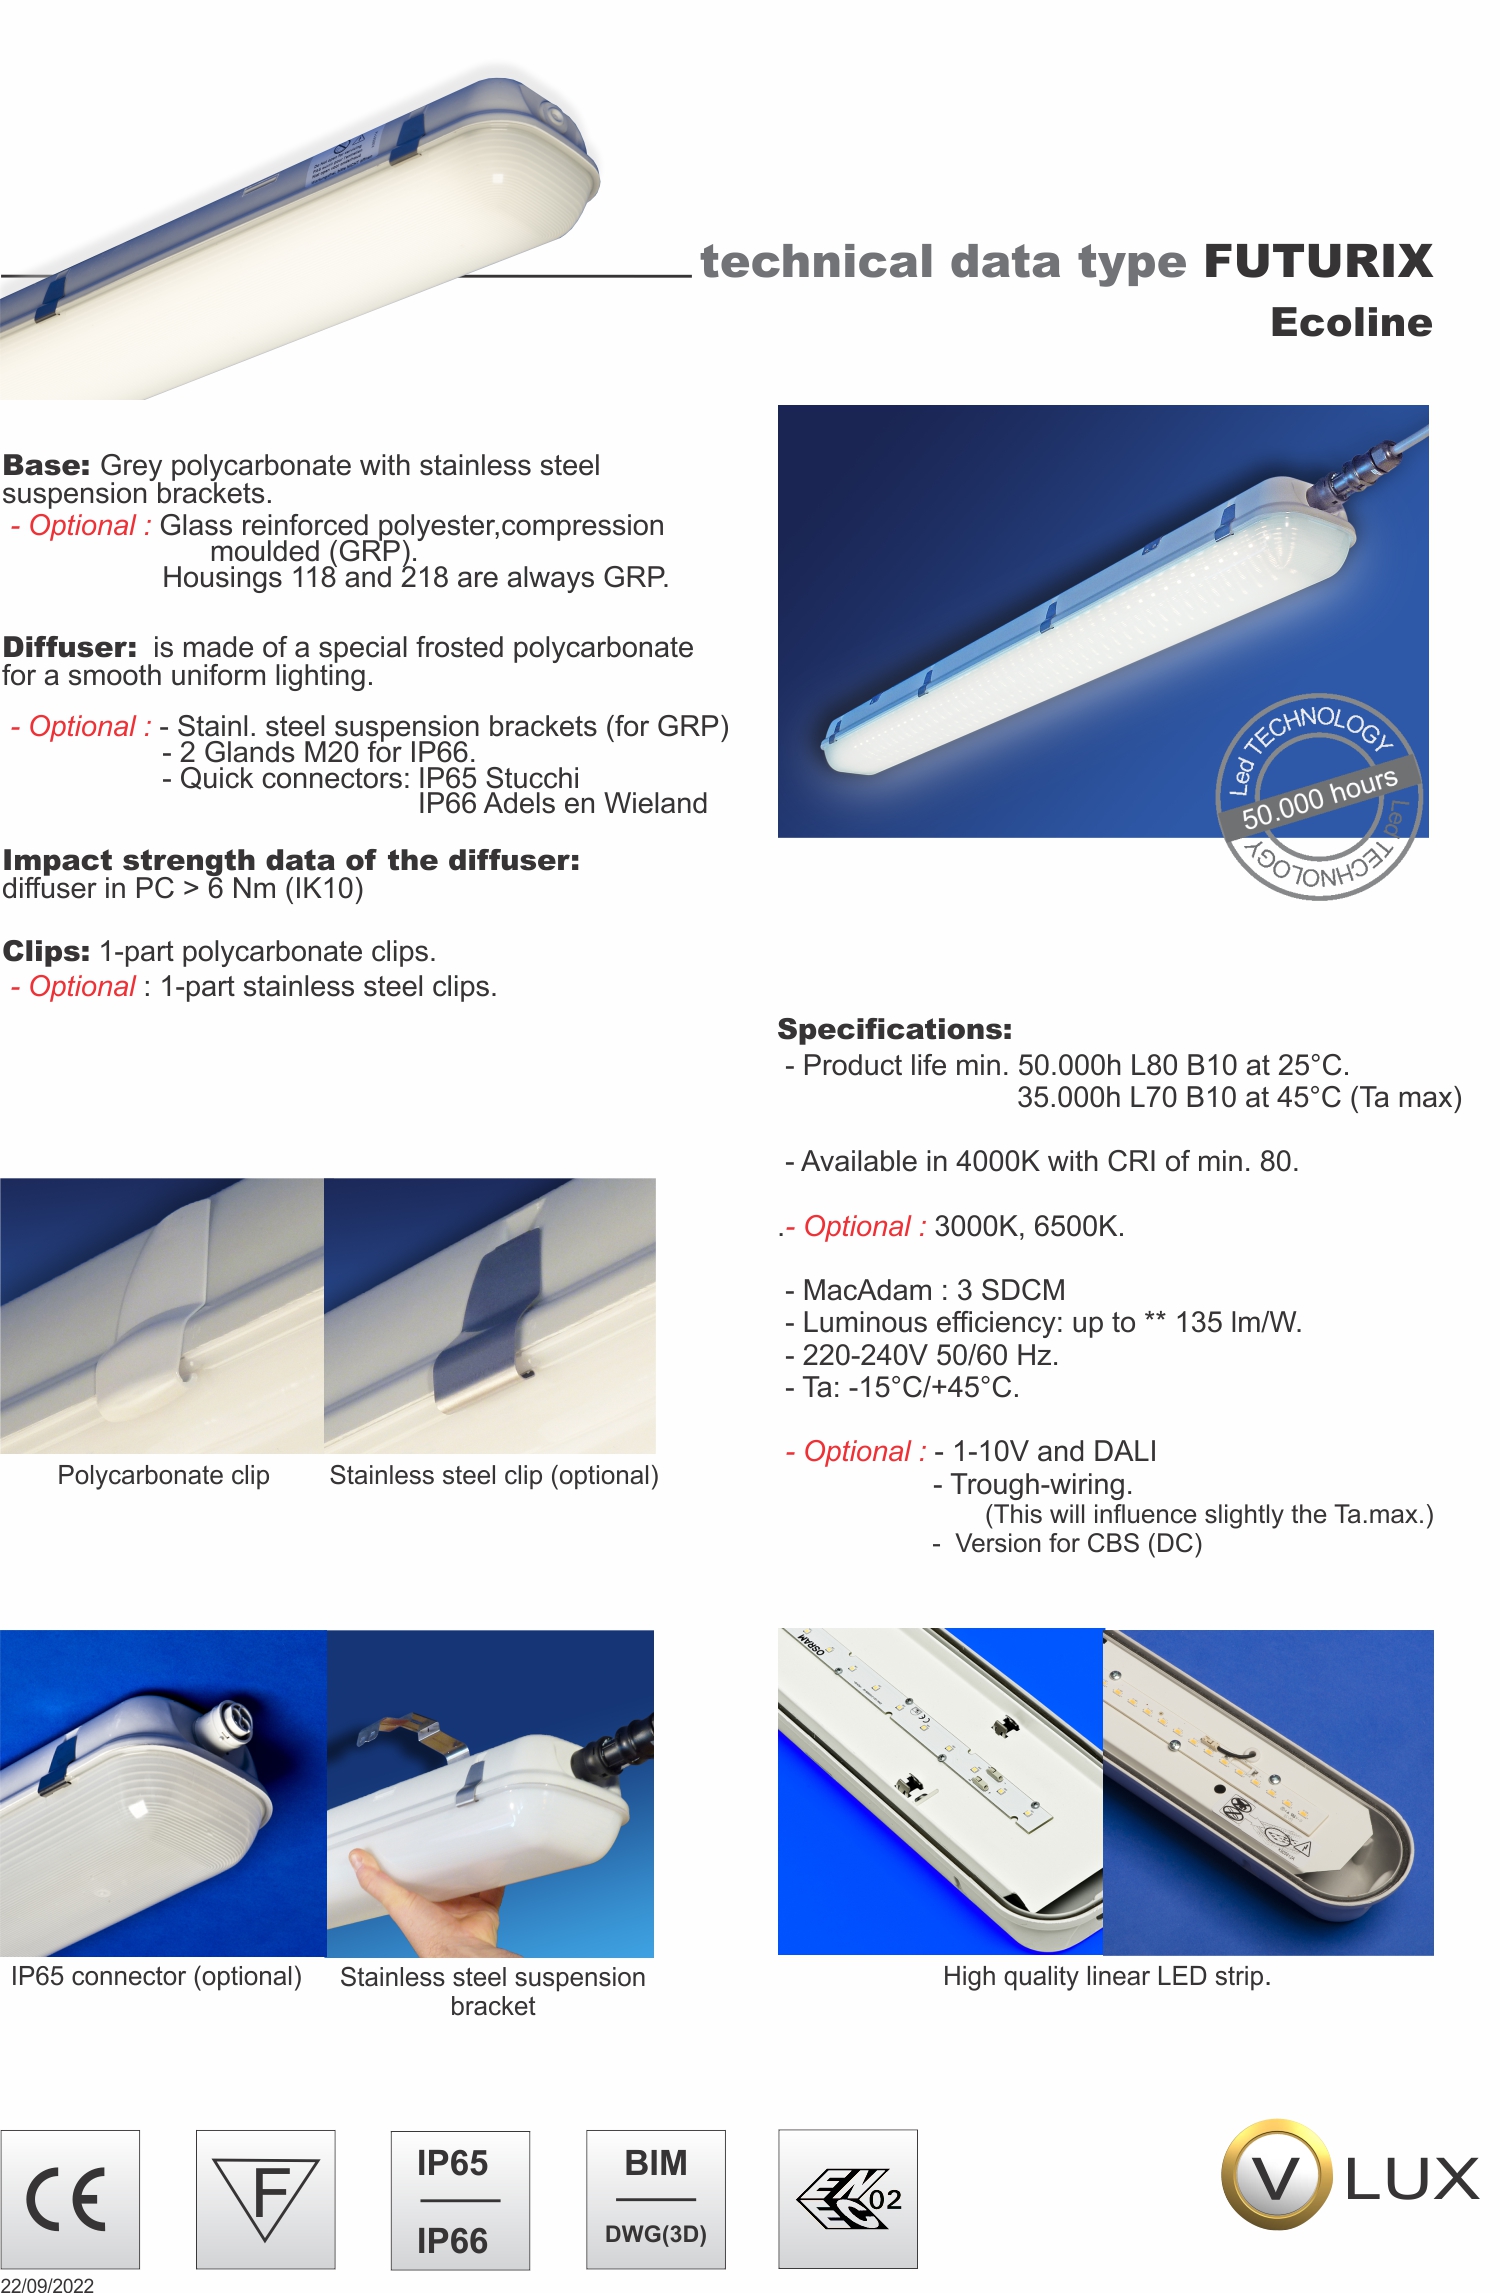 technical data type FUTURIX
Ecoline
Base: Grey polycarbonate with stainless steel
suspension brackets.
- Optional : Glass reinforced polyester,compression
moulded (GRP).
Housings 118 and 218 are always GRP.
Diffuser: is made of a special frosted polycarbonate
for a smooth uniform lighting.
- Optional : - Stainl. steel suspension brackets (for GRP)
- 2 Glands M20 for IP66.
- Quick connectors: IP65 Stucchi
IP66 Adels en Wieland
Impact strength data of the diffuser:
diffuser in PC > 6 Nm (IK10)
Clips: 1-part polycarbonate clips.
- Optional : 1-part stainless steel clips.
Led TECHNOLOGY
50.000 hours
Led TECHNOLOGY
Specifications:
- Product life min. 50.000h L80 B10 at 25°C.
35.000h L70 B10 at 45°C (Ta max)
- Available in 4000K with CRI of min. 80.
.- Optional : 3000K, 6500K.
- MacAdam : 3 SDCM
- Luminous efficiency: up to ** 135 lm/W.
- 220-240V 50/60 Hz.
- Ta: -15°C/+45°C.
- Optional : - 1-10V and DALI
- Trough-wiring.
(This will influence slightly the Ta.max.)
- Version for CBS (DC)
Polycarbonate clip
Stainless steel clip (optional)
OSRAM
IP65 connector (optional)
Stainless steel suspension
bracket
High quality linear LED strip.
CE
F
IP65
IP66
BIM
DWG(3D)
ENEC 02
V LUX
22/09/2022